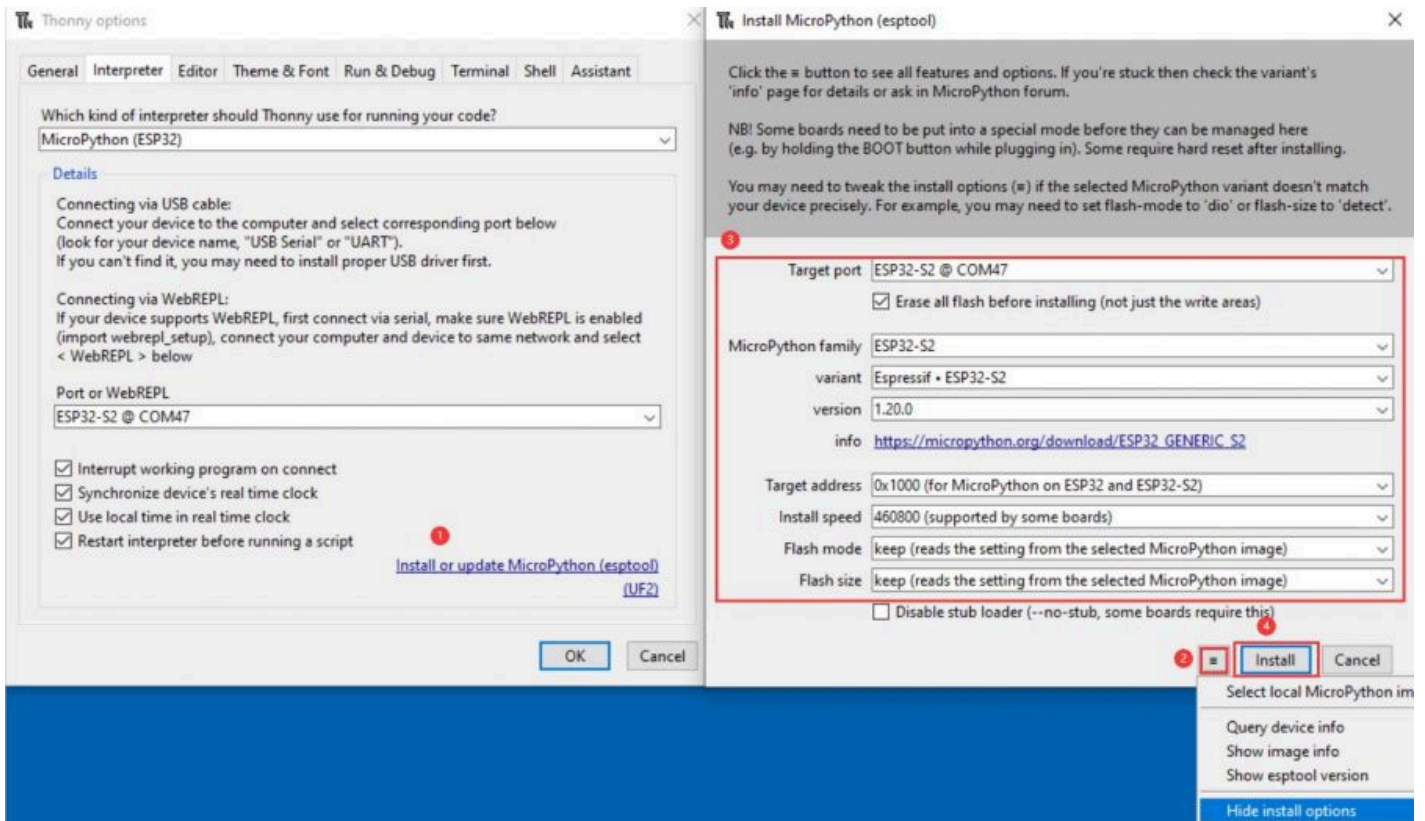 Thonny options
General Interpreter Editor Theme & Font Run & Debug Terminal Shell Assistant
Which kind of interpreter should Thonny use for running your code?
MicroPython (ESP32)
Details
Connecting via USB cable:
Connect your device to the computer and select corresponding port below
(look for your device name, "USB Serial" or "UART").
If you can't find it, you may need to install proper USB driver first.
Connecting via WebREPL:
If your device supports WebREPL, first connect via serial, make sure WebREPL is enabled
(import webrepl_setup), connect your computer and device to same network and select
< WebREPL > below
Port or WebREPL
ESP32-S2 @ COM47
Interrupt working program on connect
Synchronize device's real time clock
Use local time in real time clock
Restart interpreter before running a script
1
Install or update MicroPython (esptool)
(UF2)
OK Cancel
Install MicroPython (esptool)
Click the ≡ button to see all features and options. If you're stuck then check the variant's
'info' page for details or ask in MicroPython forum.
NB! Some boards need to be put into a special mode before they can be managed here
(e.g. by holding the BOOT button while plugging in). Some require hard reset after installing.
You may need to tweak the install options (≡) if the selected MicroPython variant doesn't match
your device precisely. For example, you may need to set flash-mode to 'dio' or flash-size to 'detect'.
3
Target port ESP32-S2 @ COM47
Erase all flash before installing (not just the write areas)
MicroPython family ESP32-S2
variant Espressif • ESP32-S2
version 1.20.0
info https://micropython.org/download/ESP32_GENERIC_S2
Target address 0x1000 (for MicroPython on ESP32 and ESP32-S2)
Install speed 460800 (supported by some boards)
Flash mode keep (reads the setting from the selected MicroPython image)
Flash size keep (reads the setting from the selected MicroPython image)
Disable stub loader (--no-stub, some boards require this)
4
2 ≡ Install Cancel
Select local MicroPython im
Query device info
Show image info
Show esptool version
Hide install options